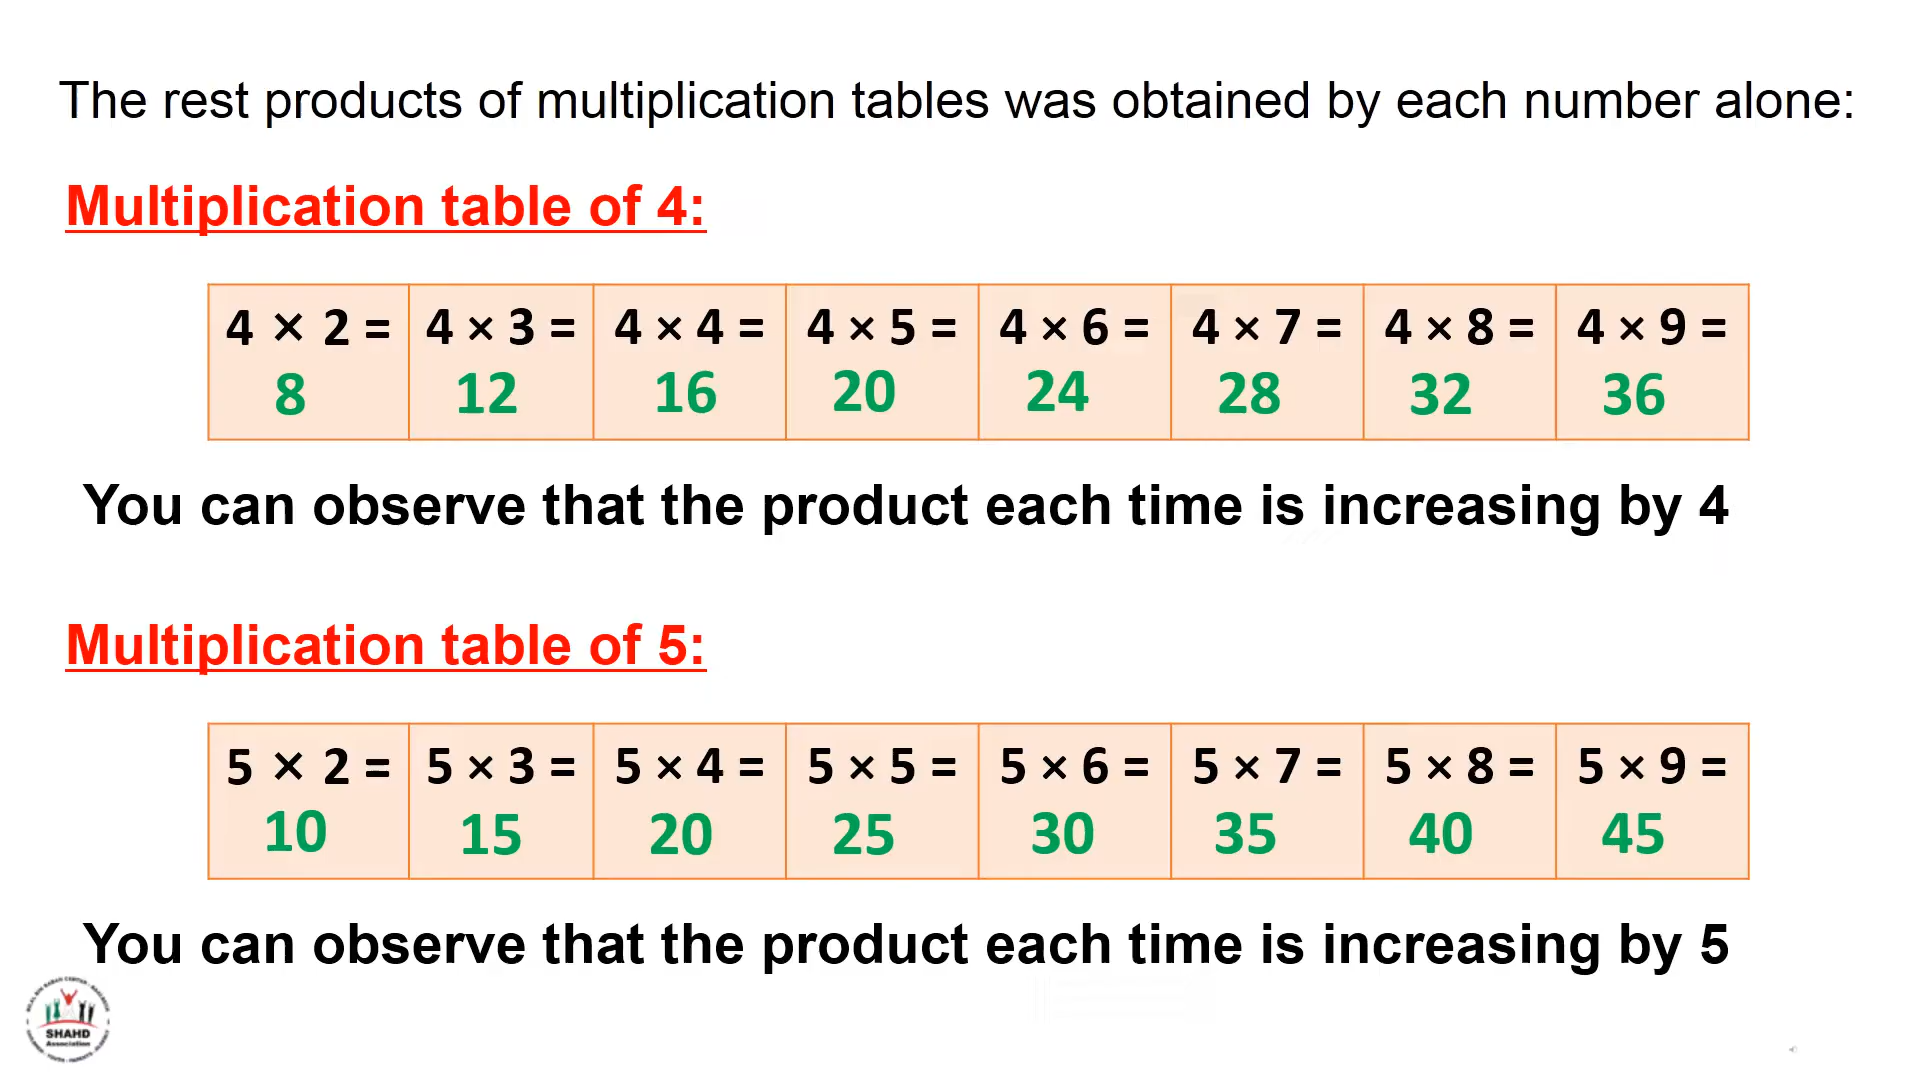 The rest products of multiplication tables was obtained by each number alone:
Multiplication table of 4:
4 × 2 = 4 × 3 = 4 × 4 = 4 × 5 = 4 × 6 = 4 × 7 = 4 × 8 = 4 × 9 =
8 12 16 20 24 28 32 36
You can observe that the product each time is increasing by 4
Multiplication table of 5:
5 × 2 = 5 × 3 = 5 × 4 = 5 × 5 = 5 × 6 = 5 × 7 = 5 × 8 = 5 × 9 =
10 15 20 25 30 35 40 45
You can observe that the product each time is increasing by 5
SHAHD
Association